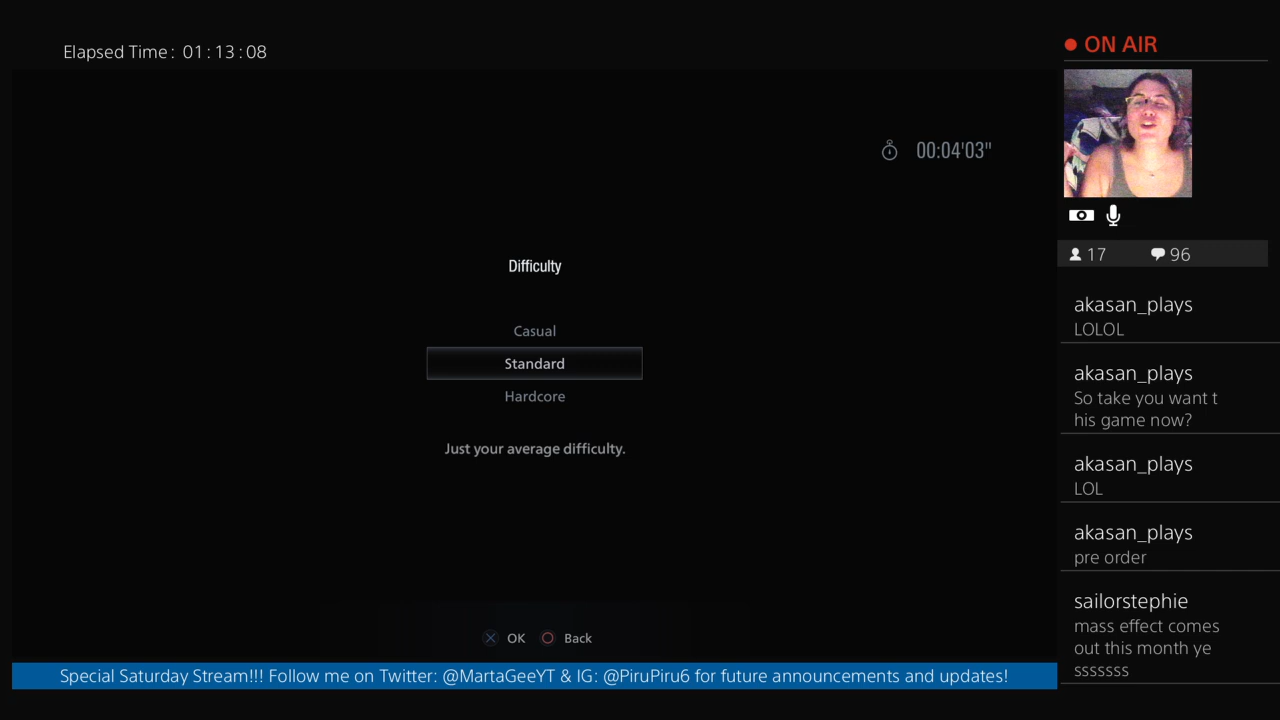 Elapsed Time: 01:13:08
ON AIR
00:04'03"
17 96
Difficulty
Casual
Standard
Hardcore
Just your average difficulty.
OK Back
Special Saturday Stream!!! Follow me on Twitter: @MartaGeeYT & IG: @PiruPiru6 for future announcements and updates!
akasan_plays
LOLOL
akasan_plays
So take you want t
his game now?
akasan_plays
LOL
akasan_plays
pre order
sailorstephie
mass effect comes
out this month ye
sssssss